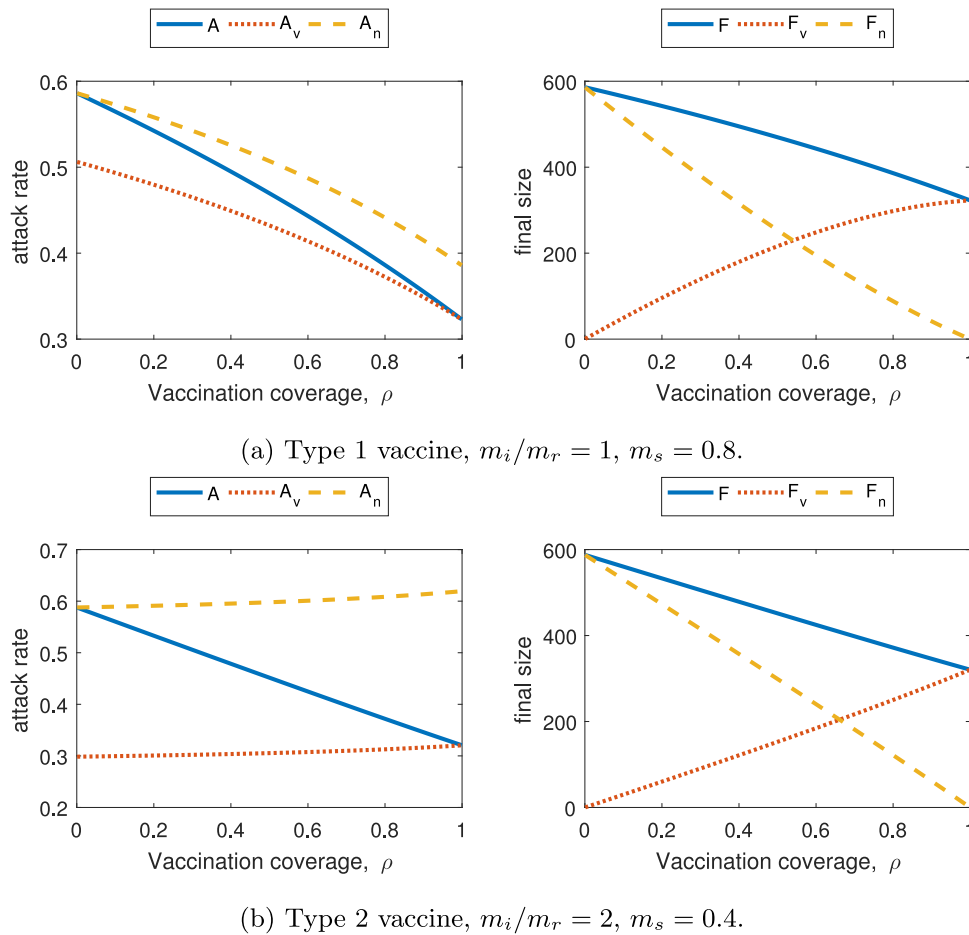 A A_v A_n
F F_v F_n
0.6
0.5
0.4
0.3
attack rate
0 0.2 0.4 0.6 0.8 1
Vaccination coverage, ρ
600
400
200
0
final size
0 0.2 0.4 0.6 0.8 1
Vaccination coverage, ρ
(a) Type 1 vaccine, m_i/m_r = 1, m_s = 0.8.
A A_v A_n
F F_v F_n
0.7
0.6
0.5
0.4
0.3
0.2
attack rate
0 0.2 0.4 0.6 0.8 1
Vaccination coverage, ρ
600
400
200
0
final size
0 0.2 0.4 0.6 0.8 1
Vaccination coverage, ρ
(b) Type 2 vaccine, m_i/m_r = 2, m_s = 0.4.